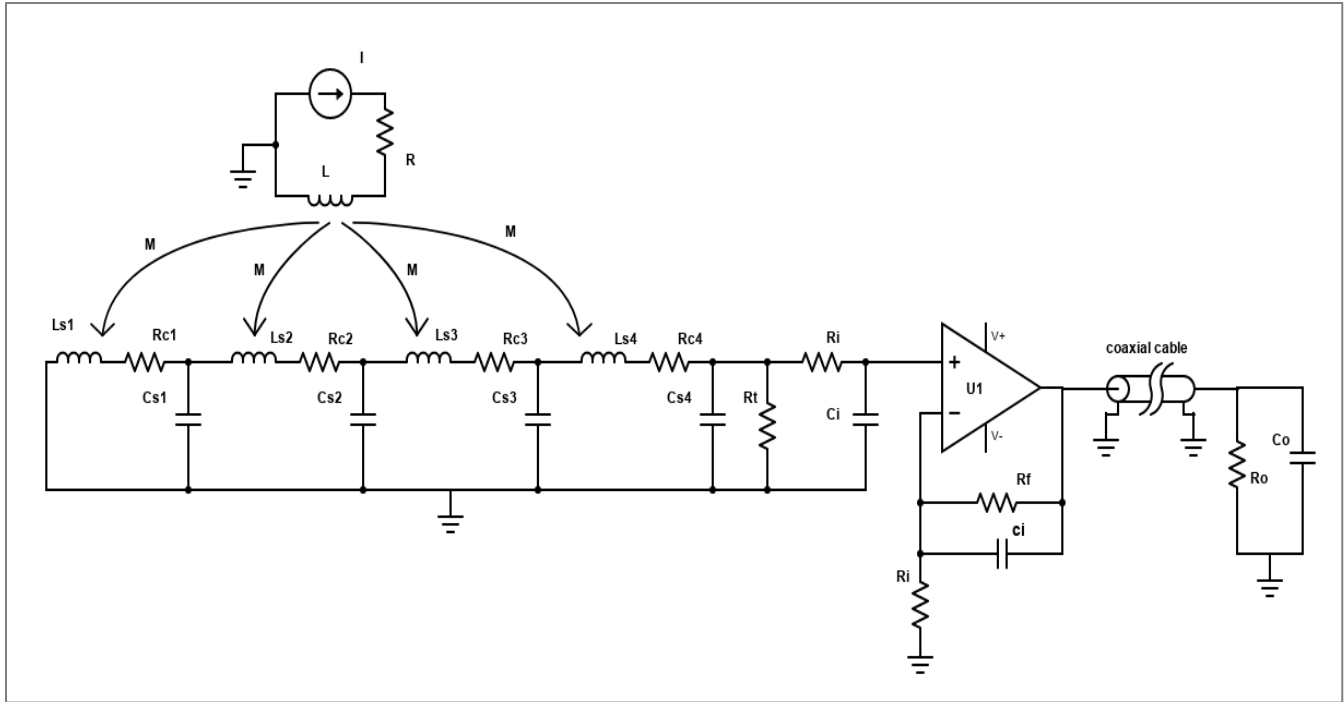 I
R
L
M
M
M
M
Ls1
Rc1
Ls2
Rc2
Ls3
Rc3
Ls4
Rc4
Ri
Cs1
Cs2
Cs3
Cs4
Rt
Ci
+
−
U1
V+
V-
coaxial cable
Ro
Co
Rf
ci
Ri